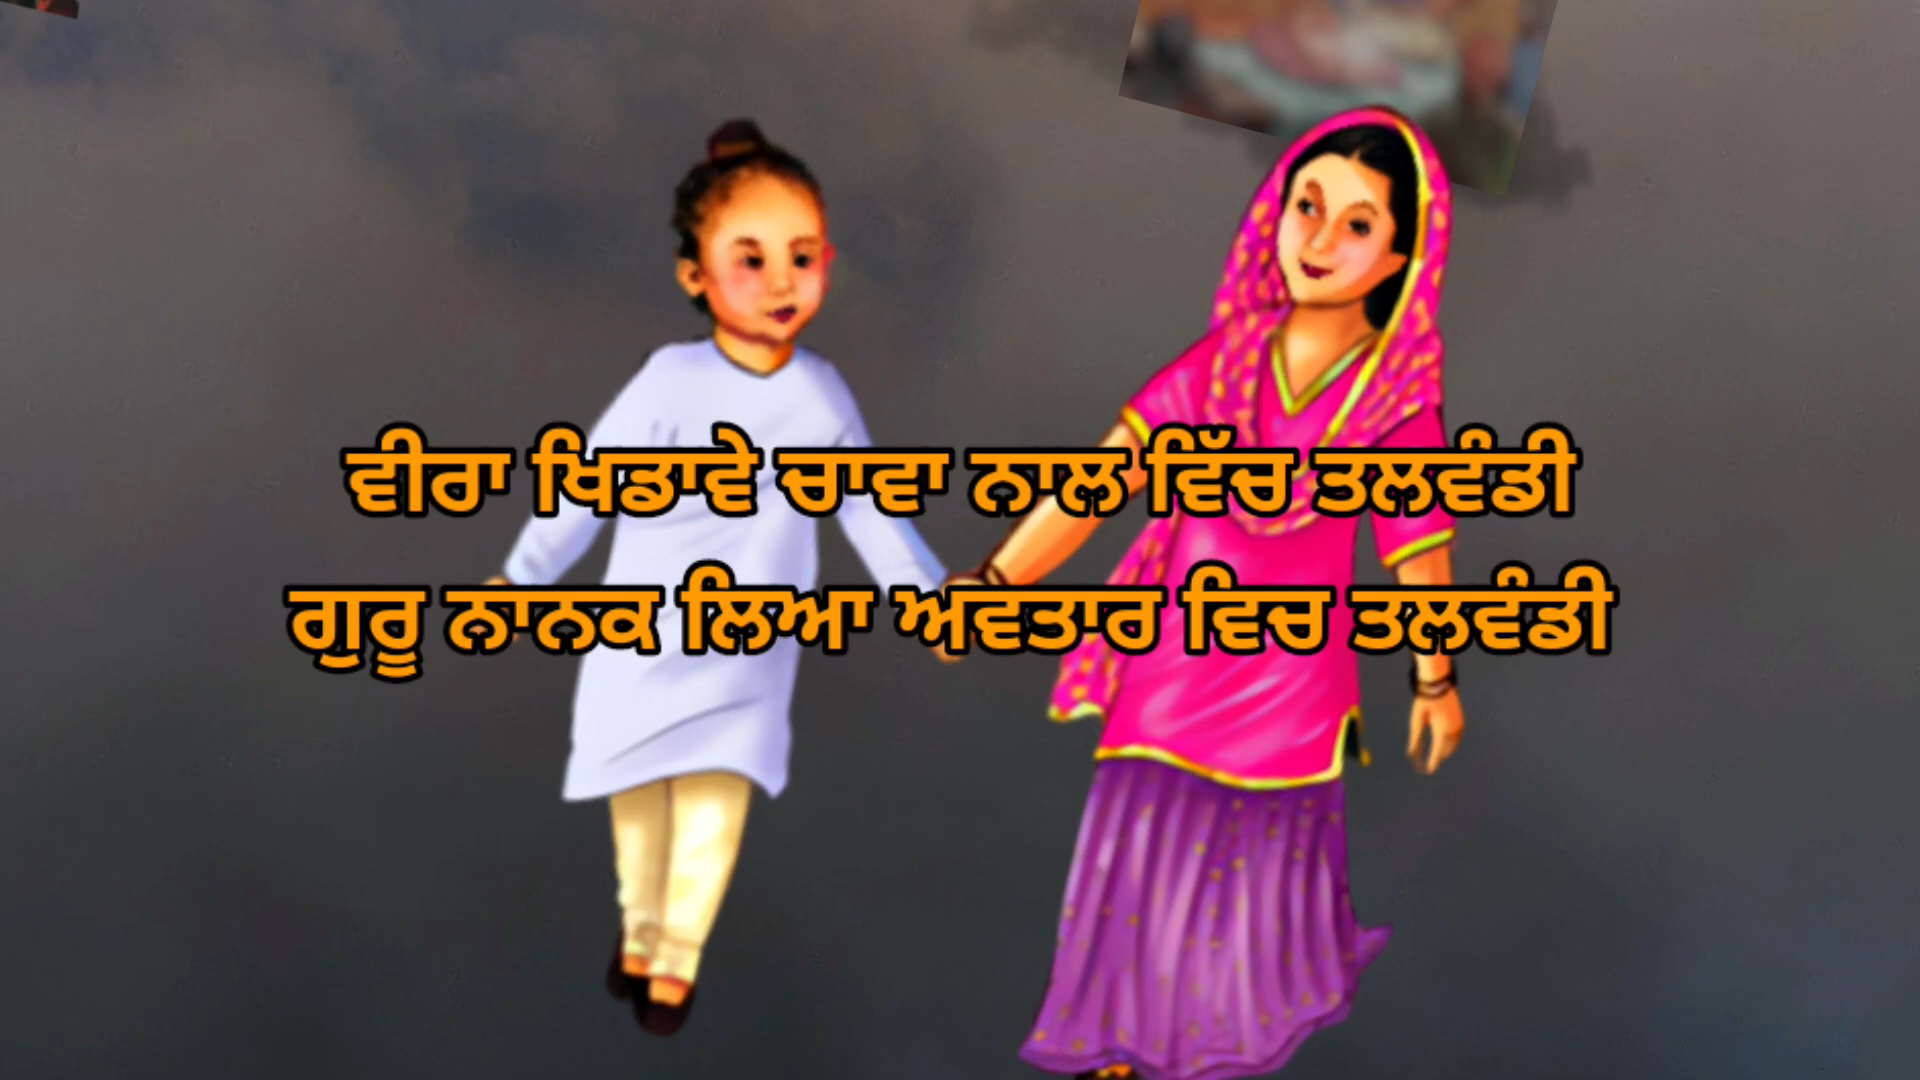 ਵੀਰਾ ਖਿਡਾਵੇ ਚਾਵਾ ਨਾਲ ਵਿੱਚ ਤਲਵੰਡੀ
ਗੁਰੂ ਨਾਨਕ ਲਿਆ ਅਵਤਾਰ ਵਿਚ ਤਲਵੰਡੀ